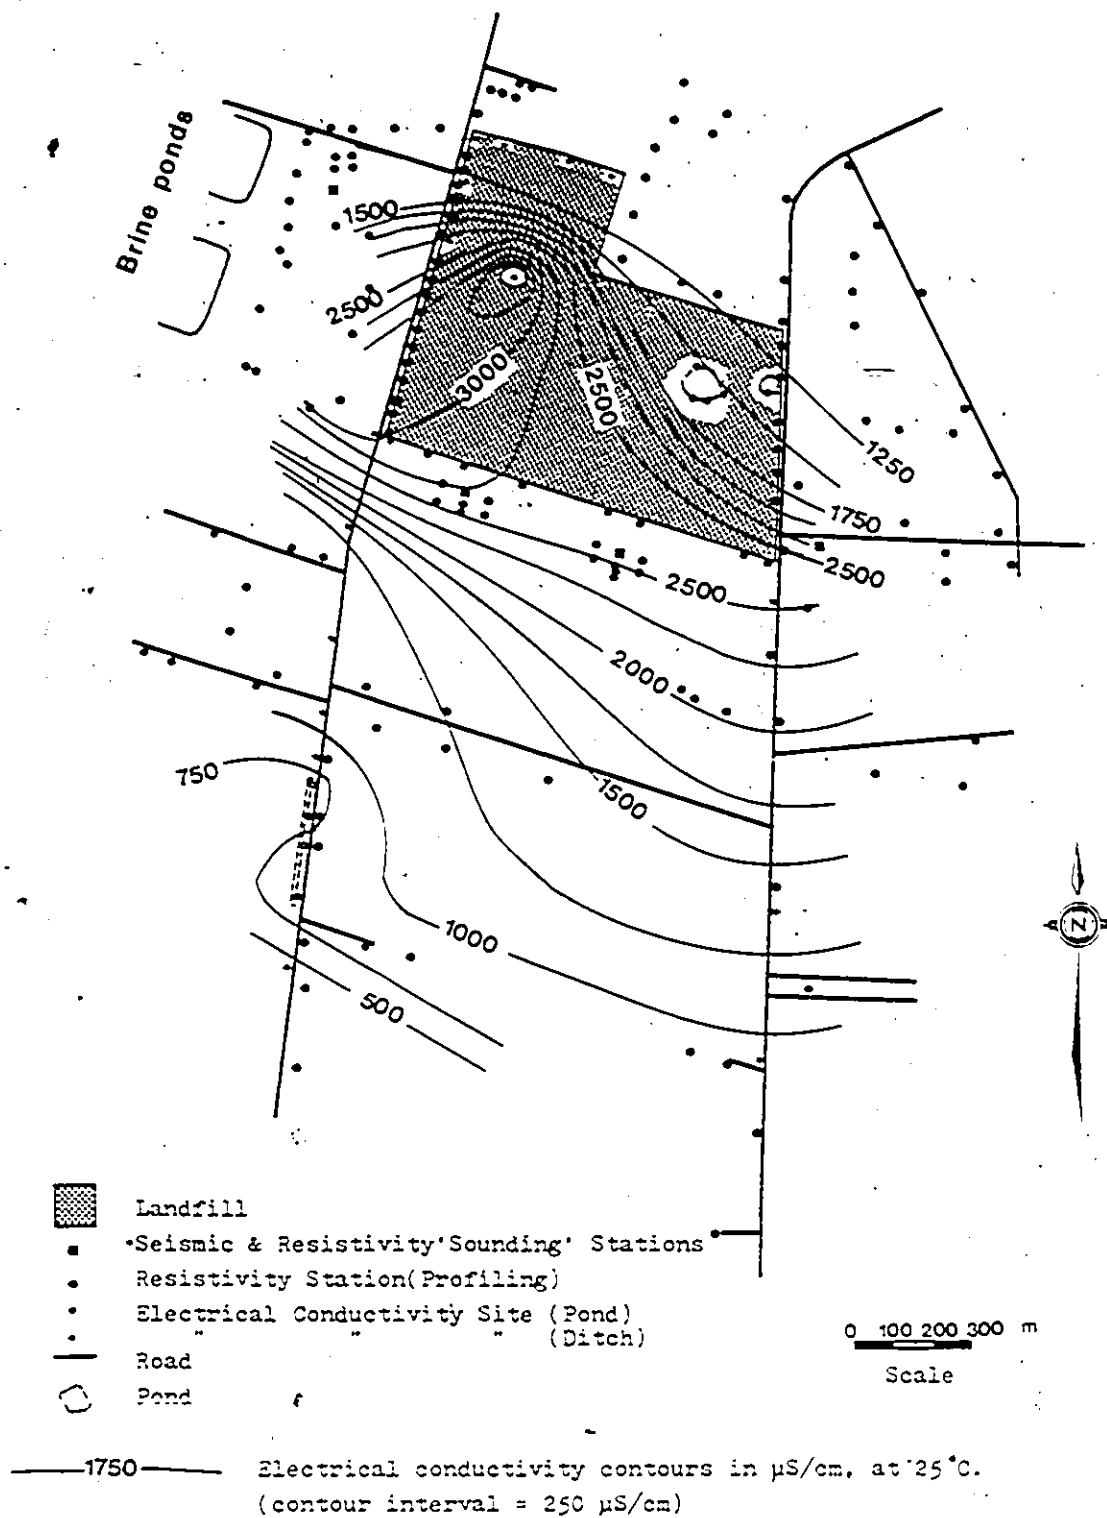 Brine ponds
1500
2500
3000
2500
1250
1750
2500
2500
2000
750
1500
1000
500
N
Landfill
Seismic & Resistivity 'Sounding' Stations
Resistivity Station (Profiling)
Electrical Conductivity Site (Pond)
" " " (Ditch)
Road
Pond
0 100 200 300 m
Scale
1750 Electrical conductivity contours in µS/cm, at 25°C.
(contour interval = 250 µS/cm)